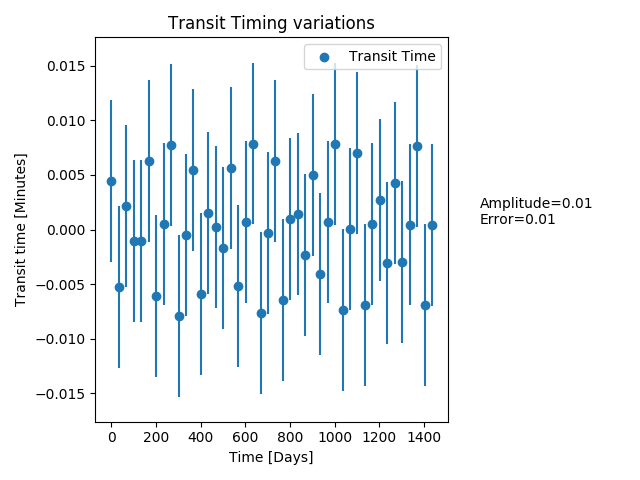 Transit Timing variations
Transit Time
0.015
0.010
0.005
0.000
−0.005
−0.010
−0.015
Transit time [Minutes]
Amplitude=0.01
Error=0.01
0 200 400 600 800 1000 1200 1400
Time [Days]